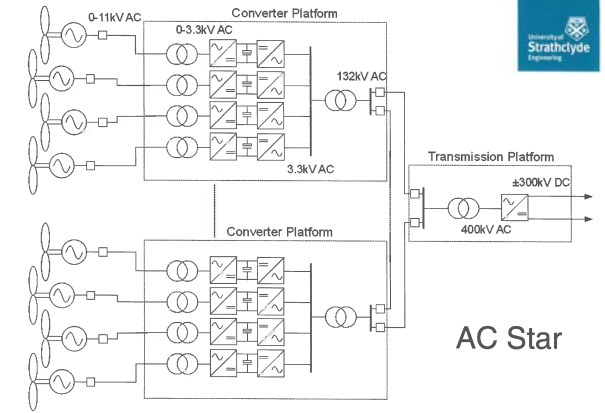 Converter Platform
0-11kV AC
0-3.3kV AC
132kV AC
3.3kV AC
University of
Strathclyde
Engineering
Transmission Platform
±300kV DC
400kV AC
Converter Platform
AC Star